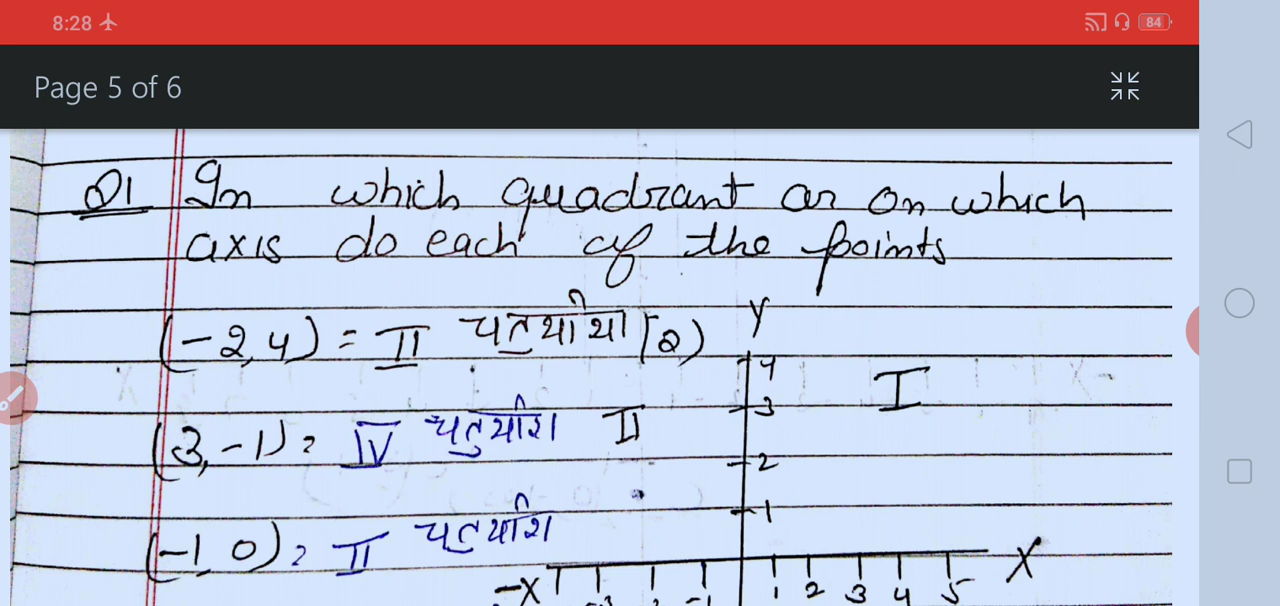 8:28
84
Page 5 of 6
Q1 In which quadrant or on which
axis do each of the points
(-2,4) = II (2)
(3,-1) = IV चतुर्थांश II
(-1,0) = II चतुर्थांश
Y
4
I
3
2
1
-X -1 1 2 3 4 5 X